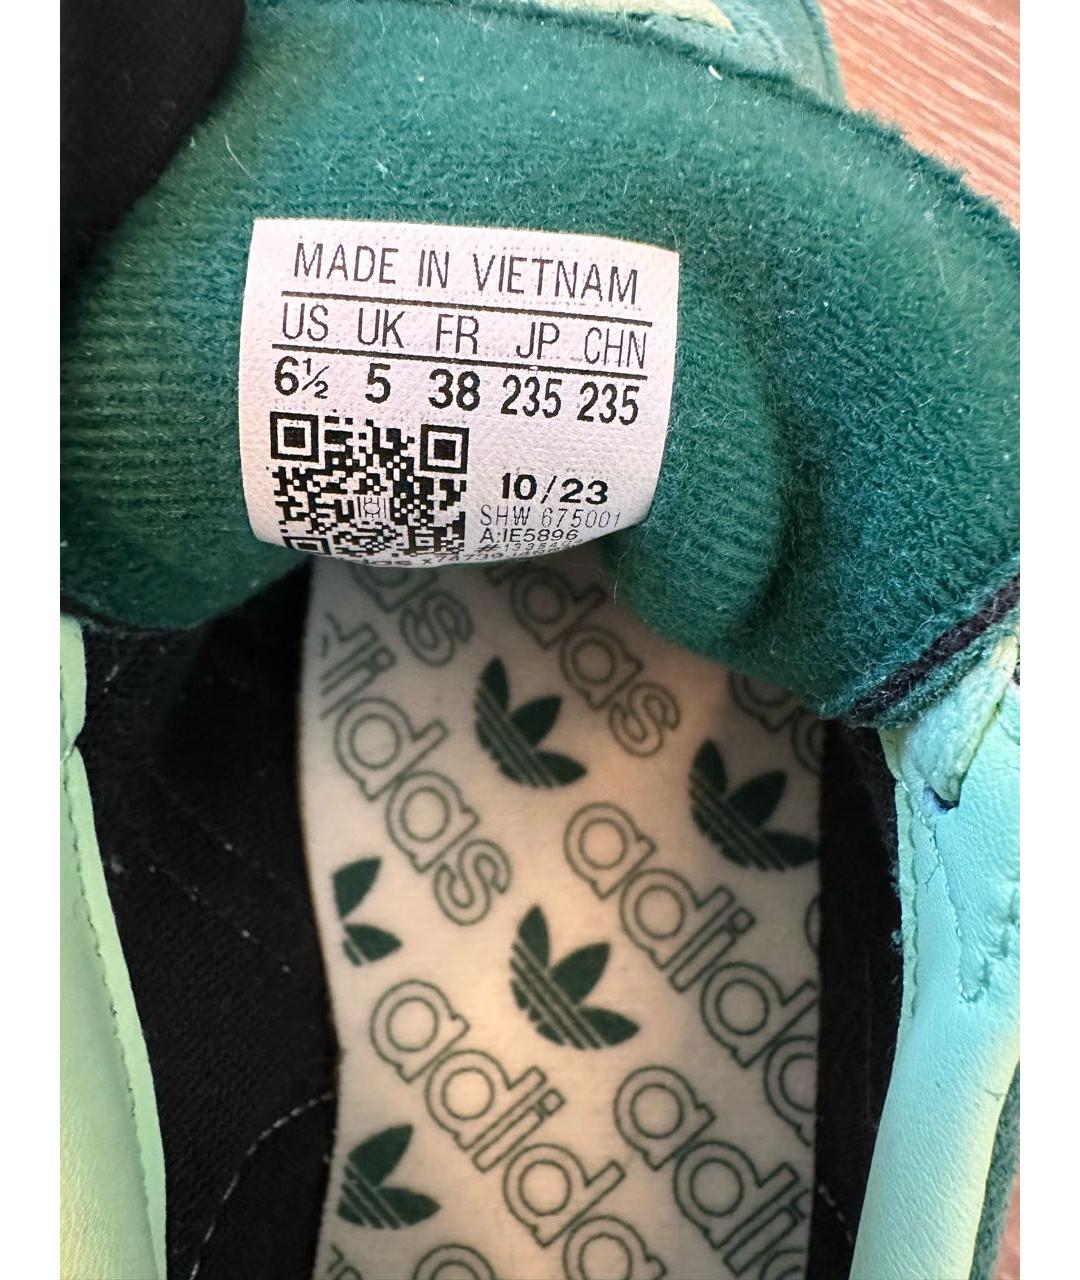 MADE IN VIETNAM
US UK FR JP CHN
6½ 5 38 235 235
10/23
SHW 675001
A:IE5896
adidas
adidas
adidas
adidas
adidas
adidas